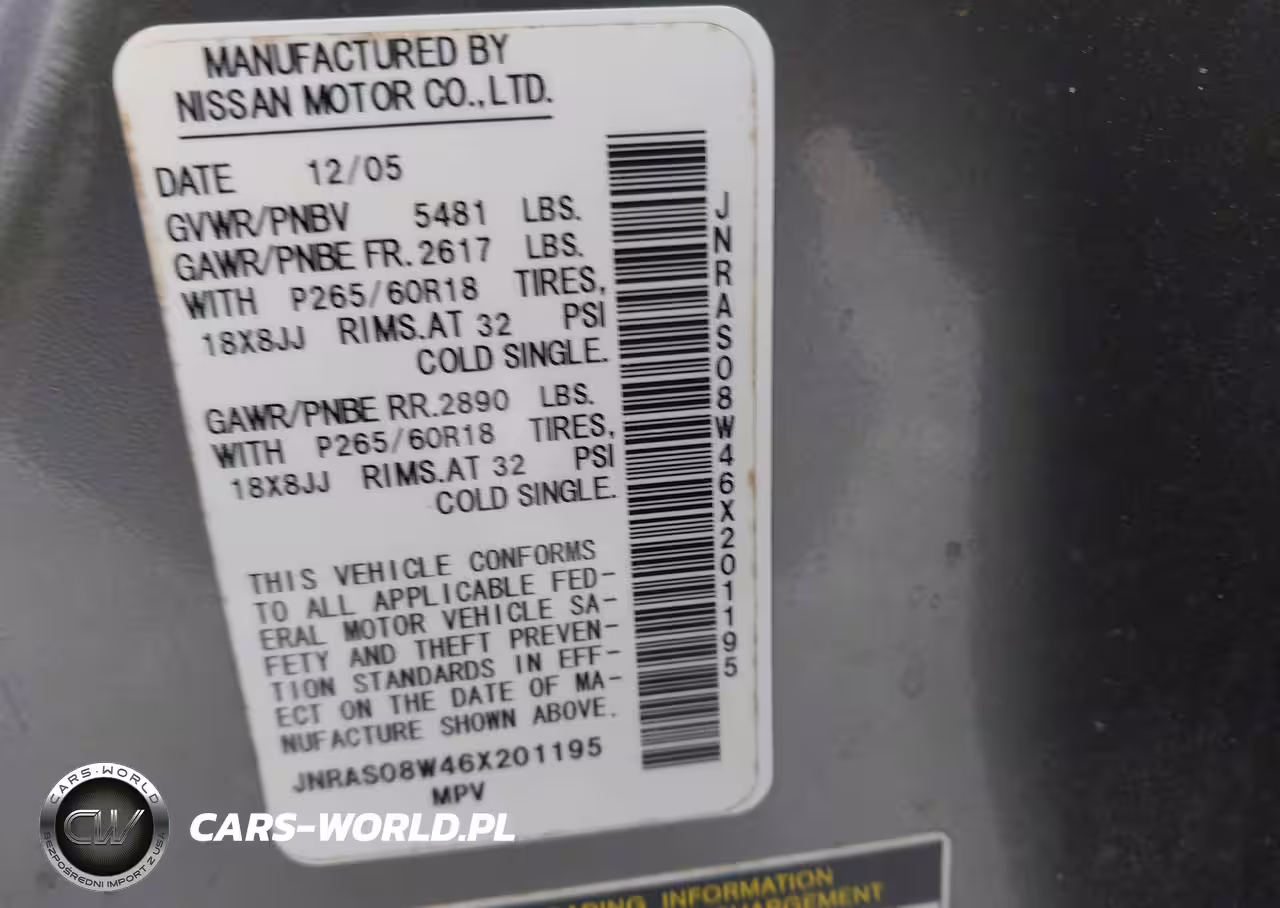 MANUFACTURED BY
NISSAN MOTOR CO.,LTD.
DATE 12/05
GVWR/PNBV 5481 LBS.
GAWR/PNBE FR.2617 LBS.
WITH P265/60R18 TIRES,
18X8JJ RIMS.AT 32 PSI
COLD SINGLE.
GAWR/PNBE RR.2890 LBS.
WITH P265/60R18 TIRES,
18X8JJ RIMS.AT 32 PSI
COLD SINGLE.
THIS VEHICLE CONFORMS
TO ALL APPLICABLE FED-
ERAL MOTOR VEHICLE SA-
FETY AND THEFT PREVEN-
TION STANDARDS IN EFF-
ECT ON THE DATE OF MA-
NUFACTURE SHOWN ABOVE.
JNRAS08W46X201195
MPV
JNRAS08W46X201195
CARS-WORLD
CW
BEZPOŚREDNI IMPORT Z USA
CARS-WORLD.PL
INFORMATION